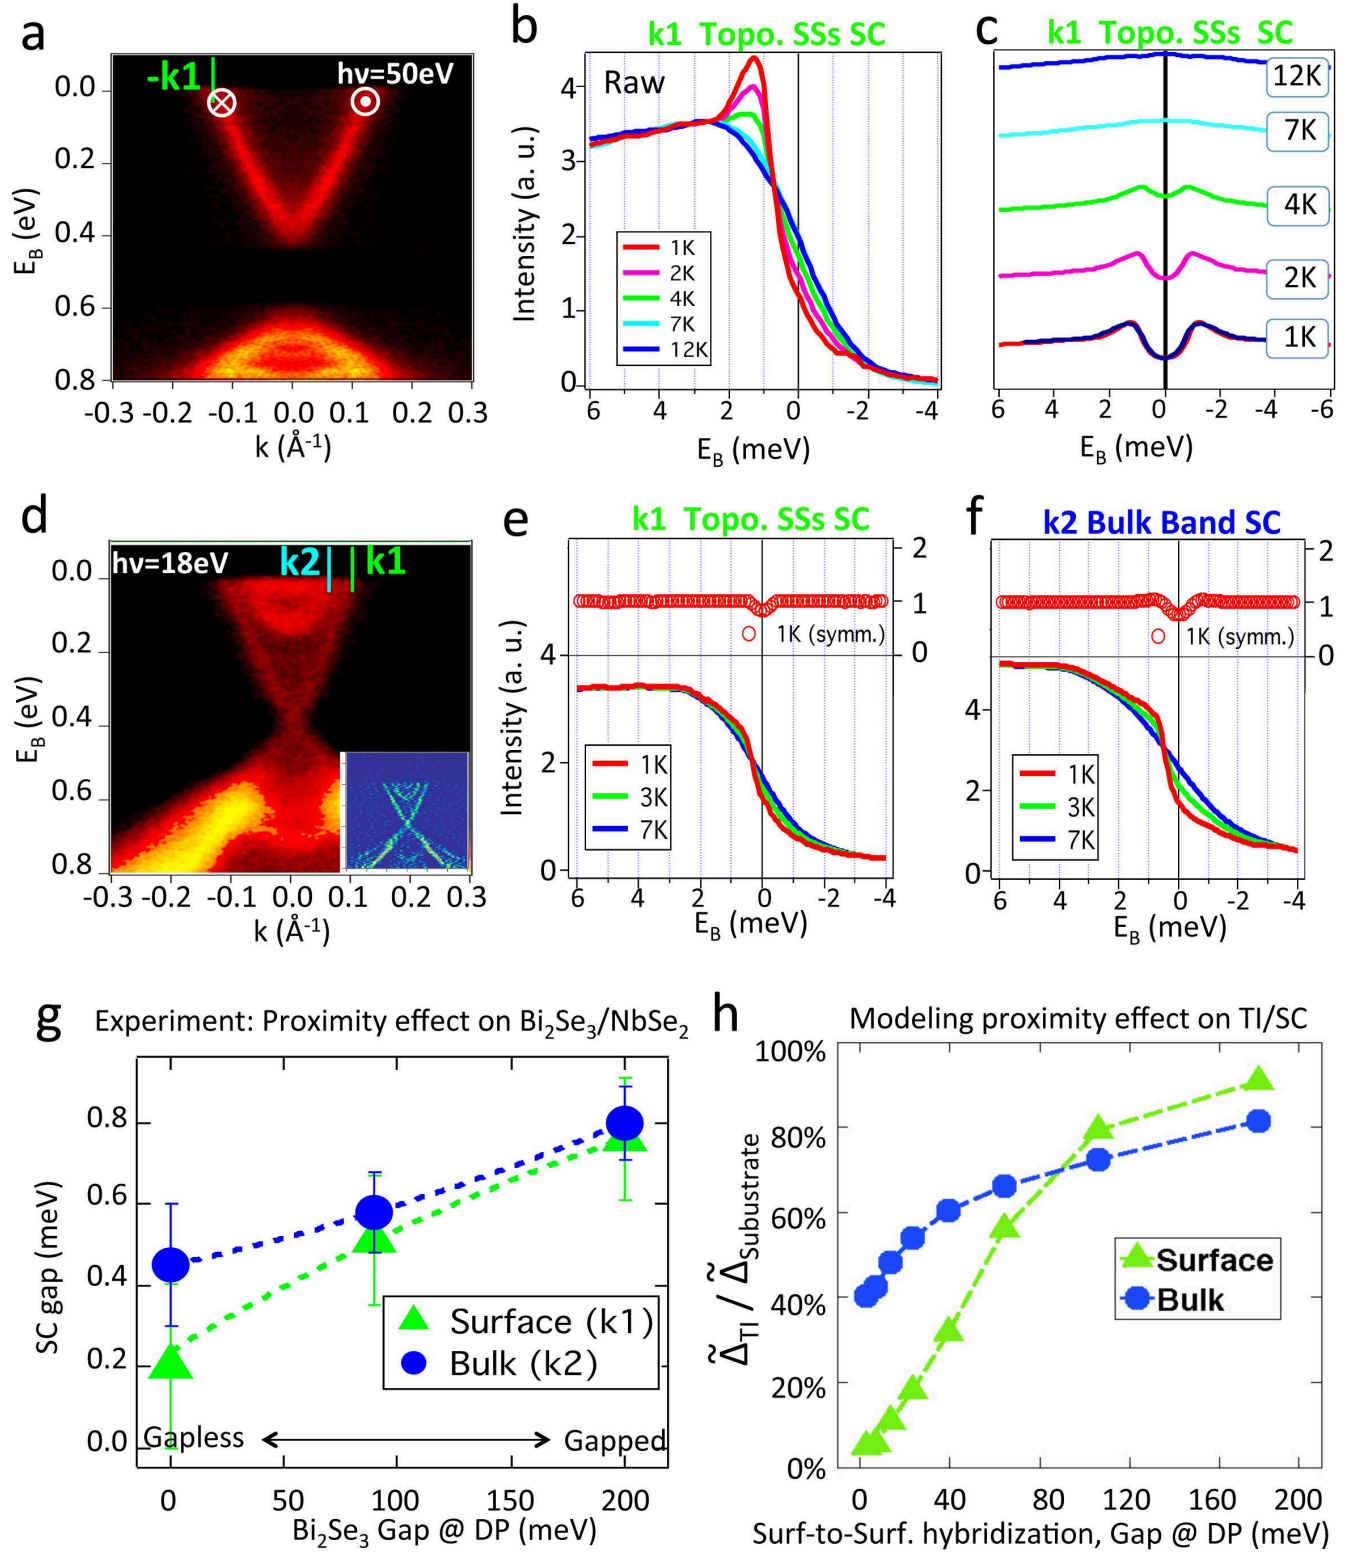 a
-k1
hν=50eV
0.0
0.2
0.4
0.6
0.8
E_B (eV)
-0.3 -0.1 0.0 0.1 0.3
k (Å⁻¹)
b
k1 Topo. SSs SC
Raw
4
3
2
1
0
Intensity (a. u.)
1K
2K
4K
7K
12K
6 4 2 0 -2 -4
E_B (meV)
c
k1 Topo. SSs SC
12K
7K
4K
2K
1K
6 4 2 0 -2 -4 -6
E_B (meV)
d
hν=18eV
k2
k1
0.0
0.2
0.4
0.6
0.8
E_B (eV)
-0.3 -0.1 0.0 0.1 0.3
k (Å⁻¹)
e
k1 Topo. SSs SC
2
1
0
1K (symm.)
4
2
0
Intensity (a. u.)
1K
3K
7K
6 4 2 0 -2 -4
E_B (meV)
f
k2 Bulk Band SC
2
1
0
1K (symm.)
4
2
0
1K
3K
7K
6 4 2 0 -2 -4
E_B (meV)
g
Experiment: Proximity effect on Bi₂Se₃/NbSe₂
0.8
0.6
0.4
0.2
0.0
SC gap (meV)
Surface (k1)
Bulk (k2)
Gapless
Gapped
0 50 100 150 200
Bi₂Se₃ Gap @ DP (meV)
h
Modeling proximity effect on TI/SC
100%
80%
60%
40%
20%
0%
Δ̃_TI / Δ̃_Subustrate
Surface
Bulk
0 40 80 120 160 200
Surf-to-Surf. hybridization, Gap @ DP (meV)